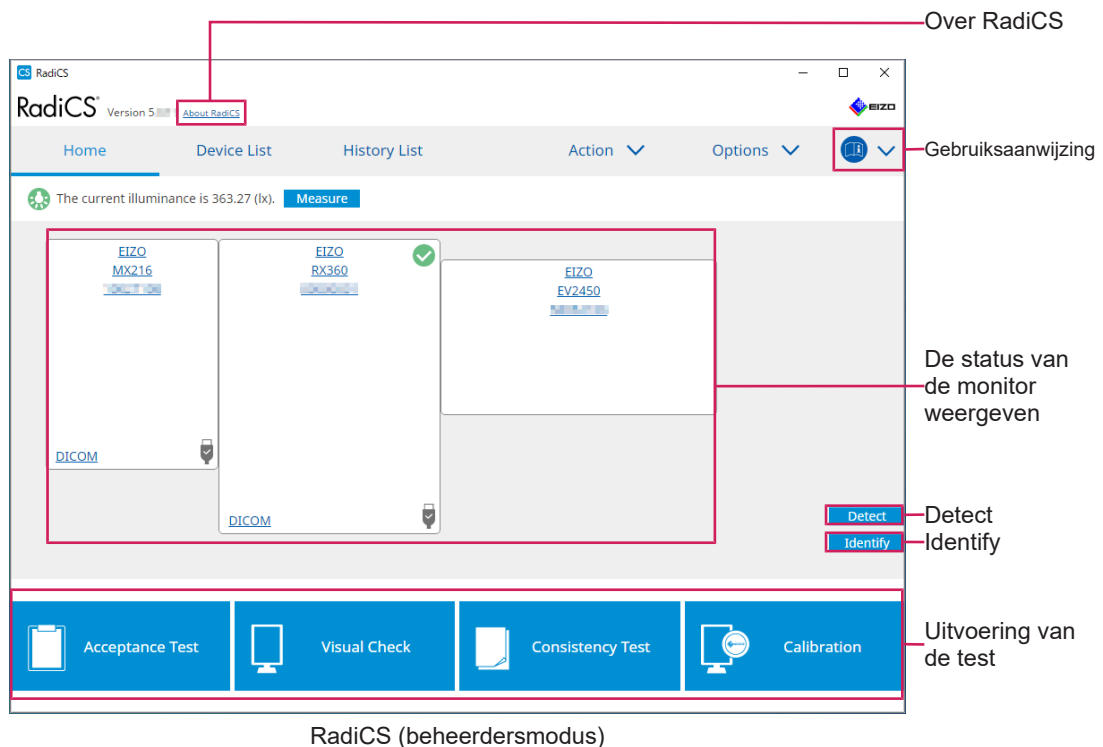 Over RadiCS
RadiCS
RadiCS® Version 5. About RadiCS
EIZO
Home Device List History List Action Options
Gebruiksaanwijzing
The current illuminance is 363.27 (lx). Measure
EIZO
MX216
DICOM
EIZO
RX360
DICOM
EIZO
EV2450
De status van
de monitor
weergeven
Detect
Detect
Identify
Identify
Acceptance Test
Visual Check
Consistency Test
Calibration
Uitvoering van
de test
RadiCS (beheerdersmodus)